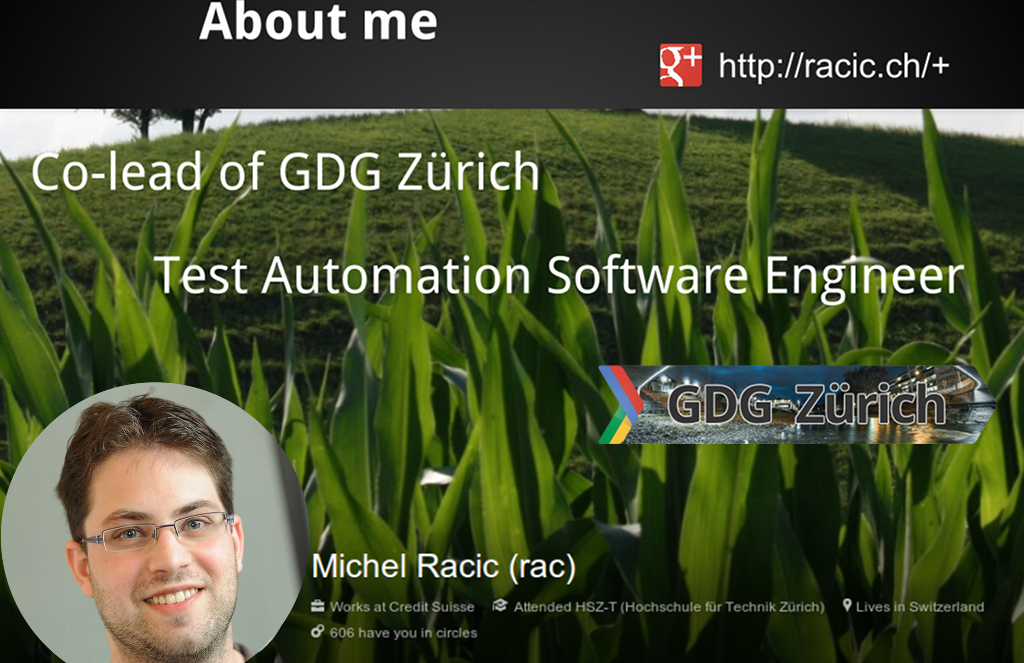 About me
g+ http://racic.ch/+
Co-lead of GDG Zürich
Test Automation Software Engineer
GDG Zürich
Michel Racic (rac)
Works at Credit Suisse Attended HSZ-T (Hochschule für Technik Zürich) Lives in Switzerland
606 have you in circles